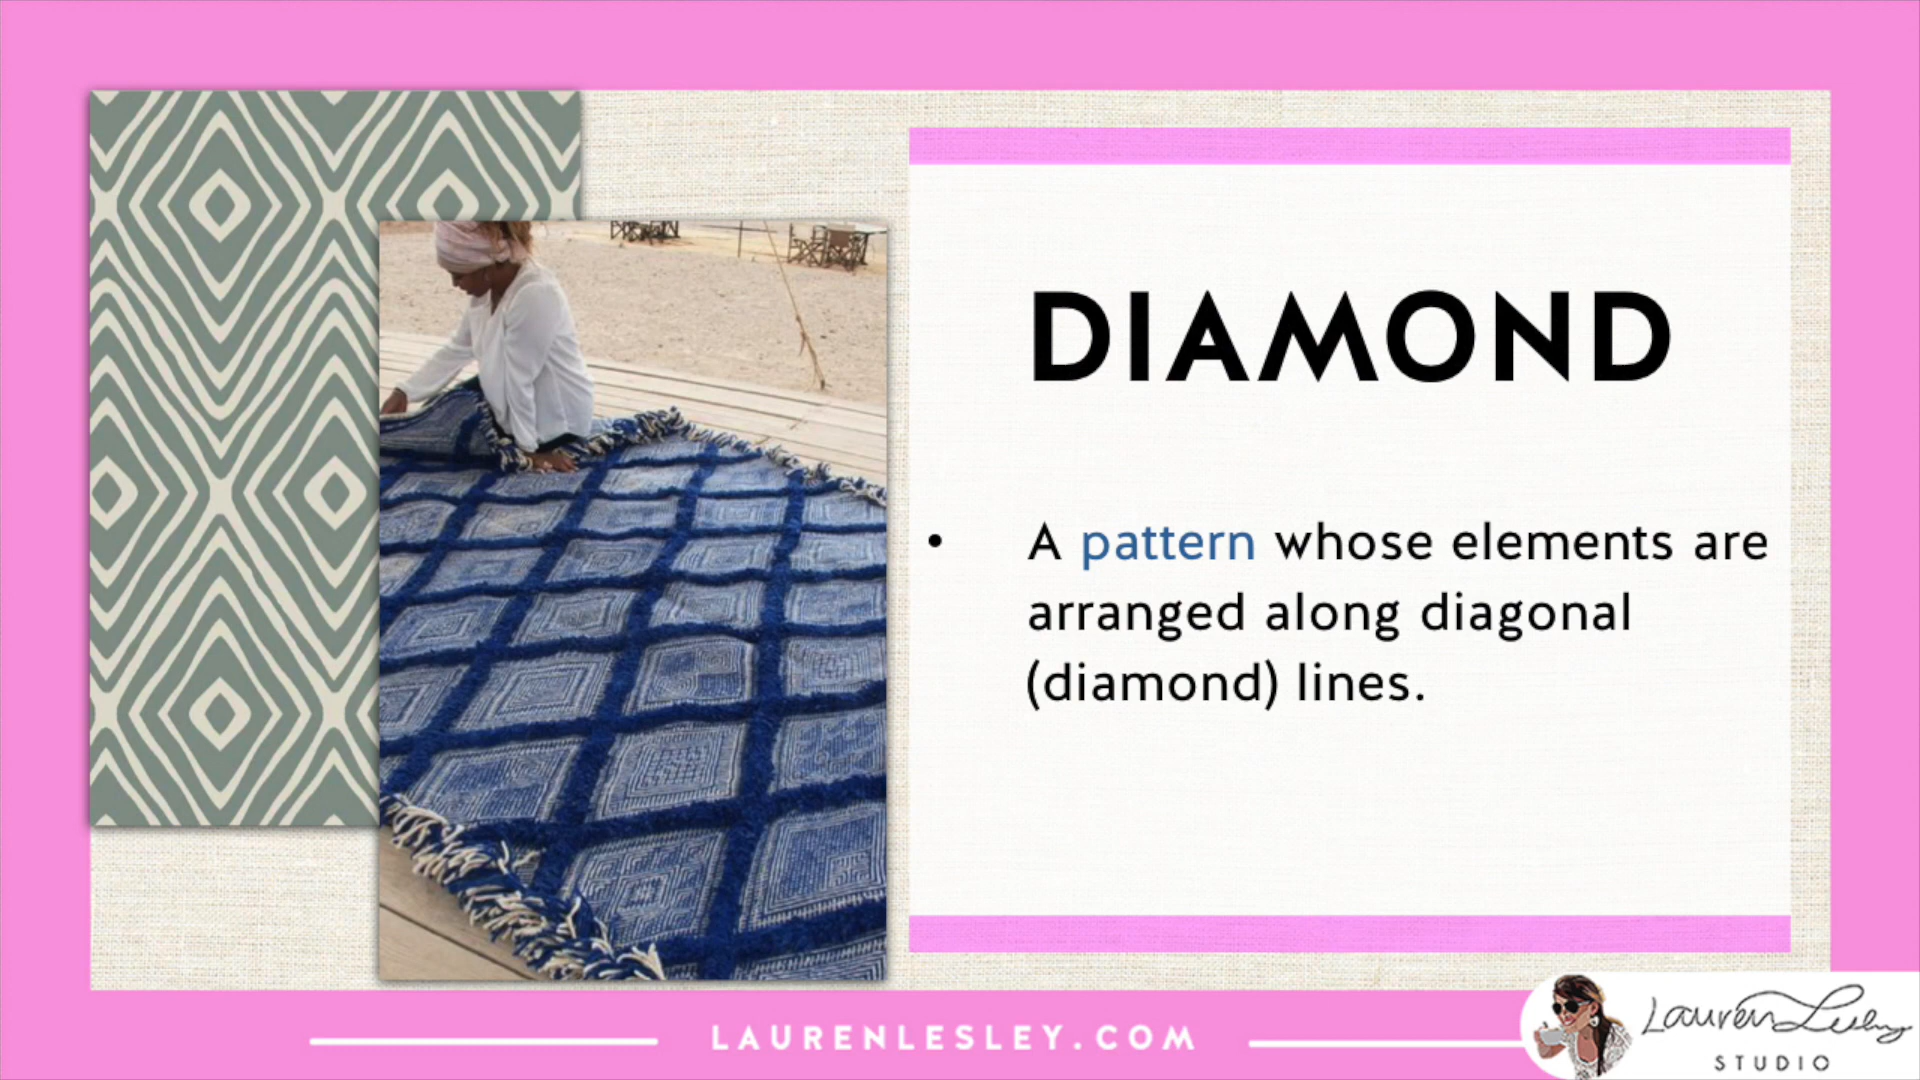 DIAMOND
• A pattern whose elements are
arranged along diagonal
(diamond) lines.
LAURENLESLEY.COM
Lauren Lesley
STUDIO